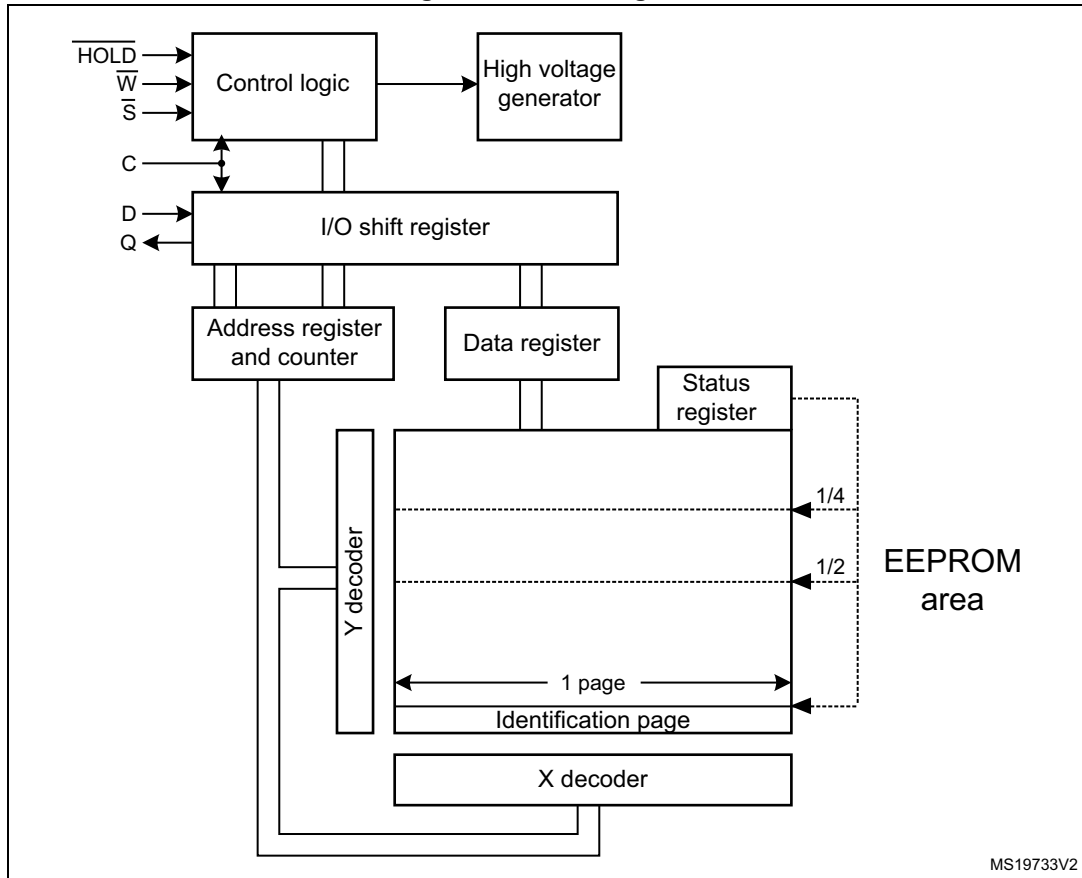 HOLD
W
S
C
D
Q
Control logic
High voltage
generator
I/O shift register
Address register
and counter
Data register
Status
register
1/4
1/2
EEPROM
area
Y decoder
1 page
Identification page
X decoder
MS19733V2